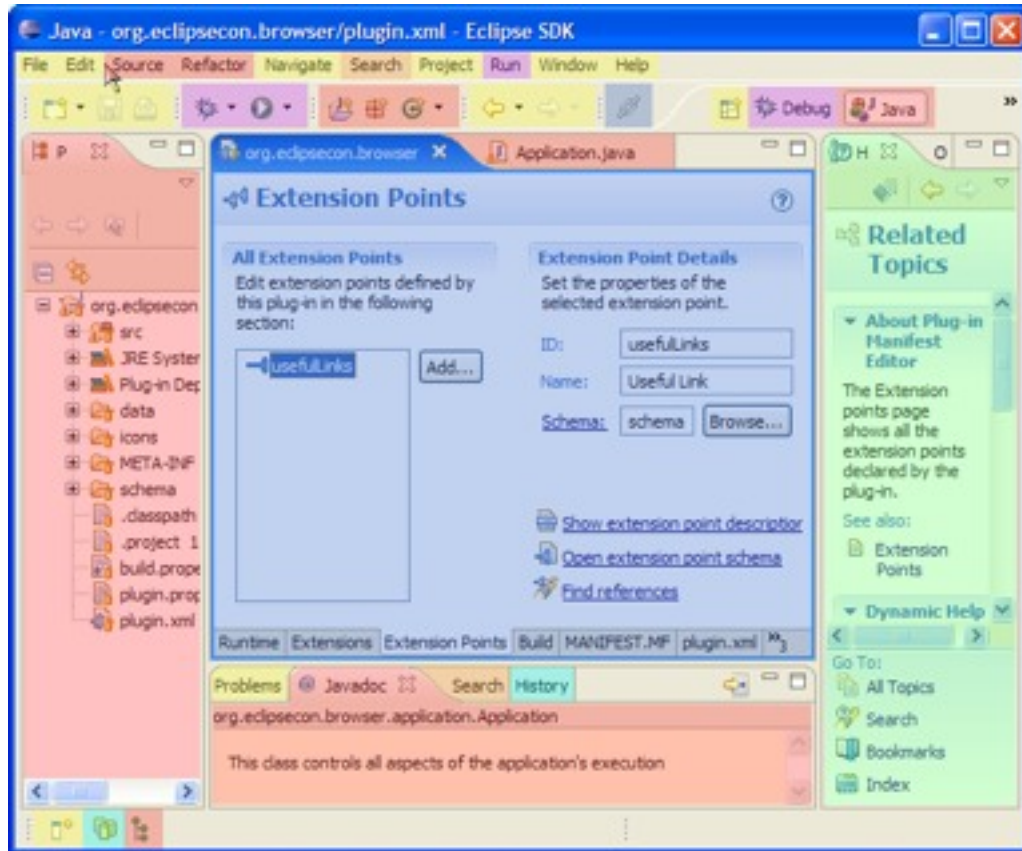 Java - org.eclipsecon.browser/plugin.xml - Eclipse SDK
File Edit Source Refactor Navigate Search Project Run Window Help
Debug Java
P
org.eclipsecon.browser Application.java
H O
Extension Points
All Extension Points
Edit extension points defined by
this plug-in in the following
section:
usefulLinks
Add...
Extension Point Details
Set the properties of the
selected extension point.
ID: usefulLinks
Name: Useful Link
Schema: schema Browse...
Show extension point descriptior
Open extension point schema
Find references
Runtime Extensions Extension Points Build MANIFEST.MF plugin.xml »3
org.eclipsecon
src
JRE System
Plug-in Dep
data
icons
META-INF
schema
.classpath
.project 1
build.prope
plugin.prop
plugin.xml
Problems @ Javadoc Search History
org.eclipsecon.browser.application.Application
This class controls all aspects of the application's execution
Related
Topics
About Plug-in
Manifest
Editor
The Extension
points page
shows all the
extension points
declared by the
plug-in.
See also:
Extension
Points
Dynamic Help
Go To:
All Topics
Search
Bookmarks
Index